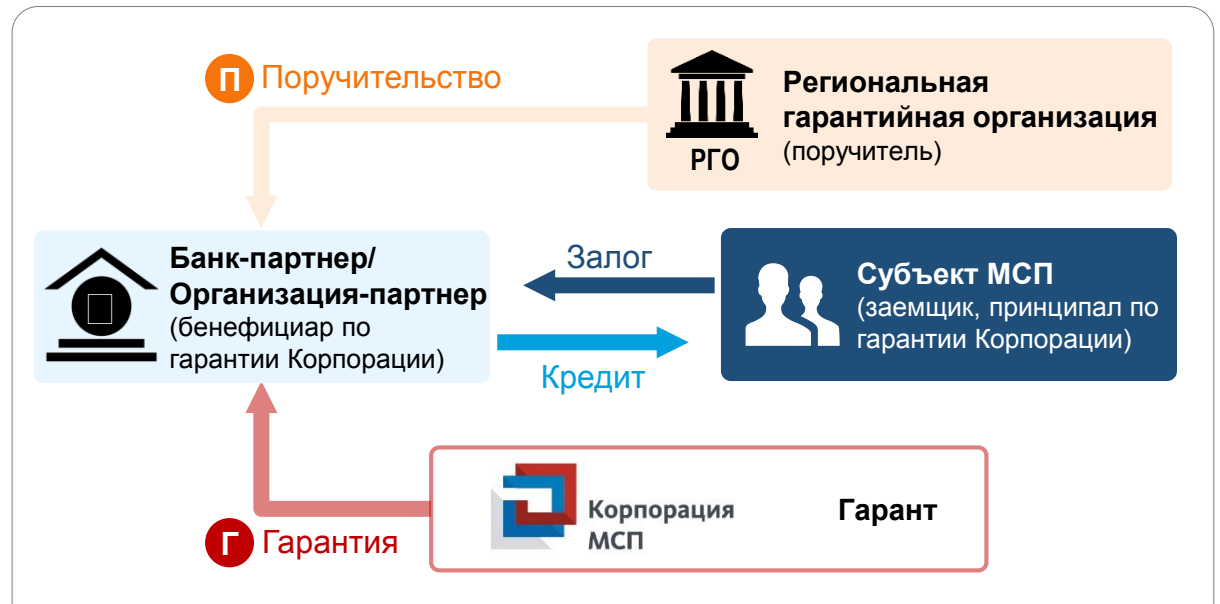 П Поручительство
Региональная
гарантийная организация
(поручитель)
РГО
Банк-партнер/
Организация-партнер
(бенефициар по
гарантии Корпорации)
Залог
Кредит
Субъект МСП
(заемщик, принципал по
гарантии Корпорации)
Г Гарантия
Корпорация
МСП
Гарант